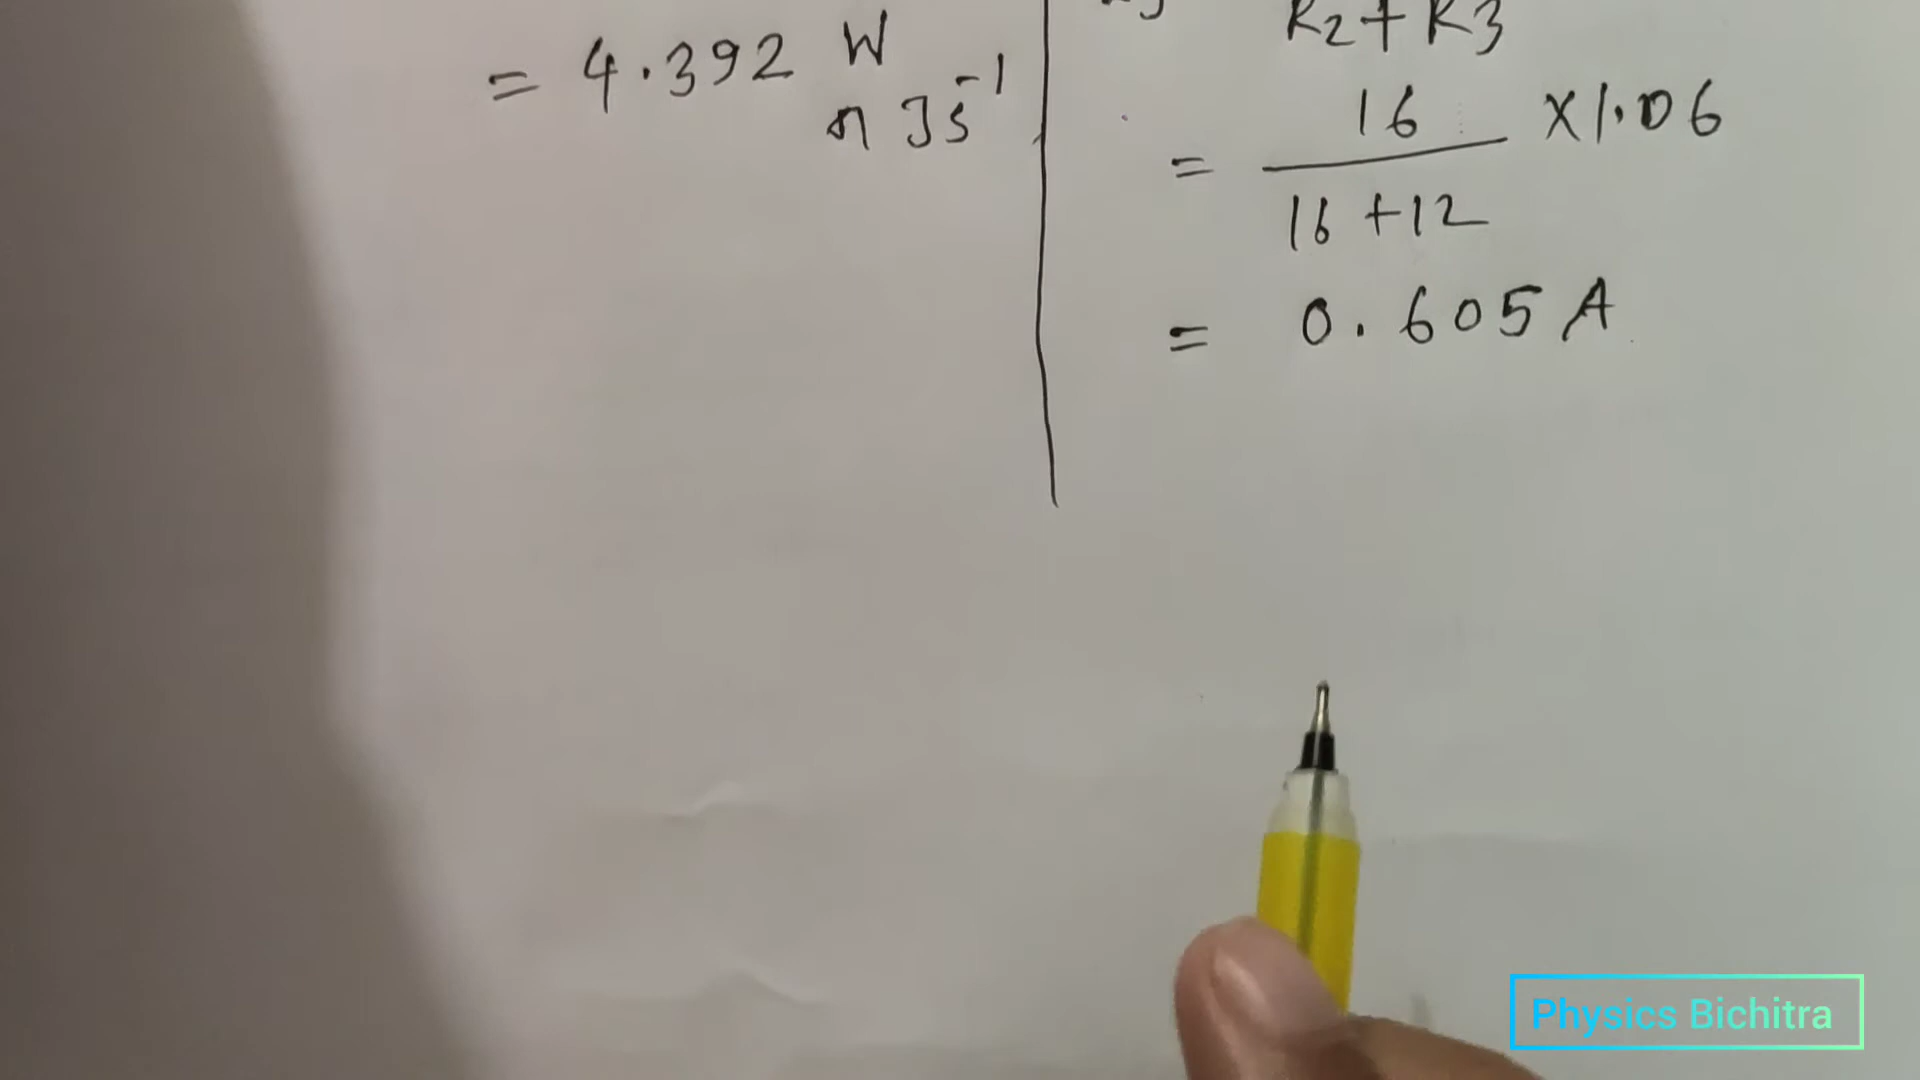 = 4.392 W
Js⁻¹
R2 + R3
= 16 / 16 + 12 × 1.06
= 0.605 A
Physics Bichitra